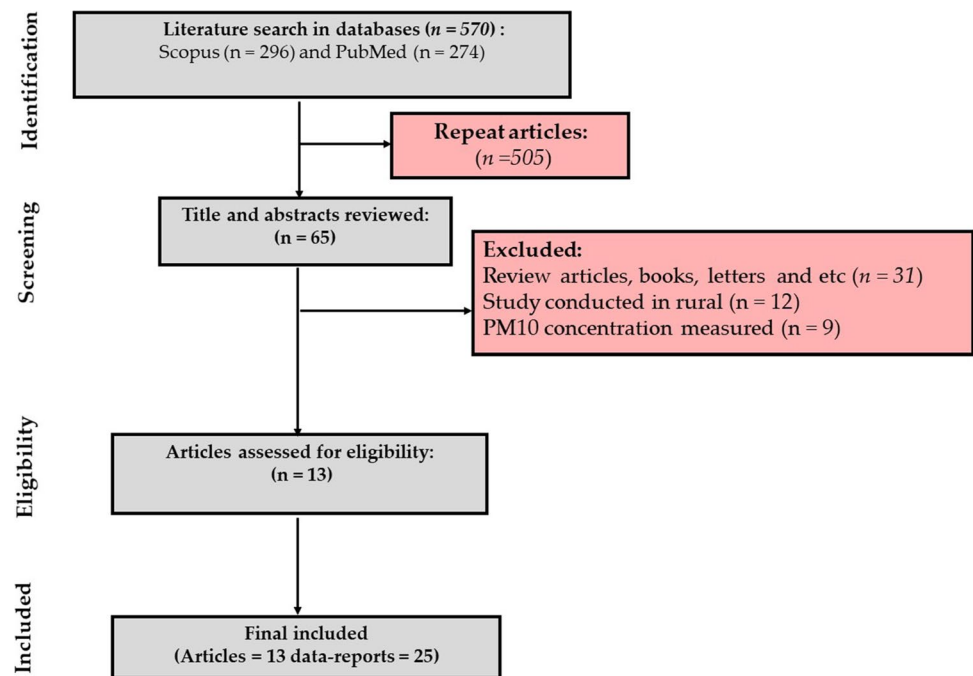 Identification
Literature search in databases (n = 570) :
Scopus (n = 296) and PubMed (n = 274)
Repeat articles:
(n =505)
Screening
Title and abstracts reviewed:
(n = 65)
Excluded:
Review articles, books, letters and etc (n = 31)
Study conducted in rural (n = 12)
PM10 concentration measured (n = 9)
Eligibility
Articles assessed for eligibility:
(n = 13)
Included
Final included
(Articles = 13 data-reports = 25)